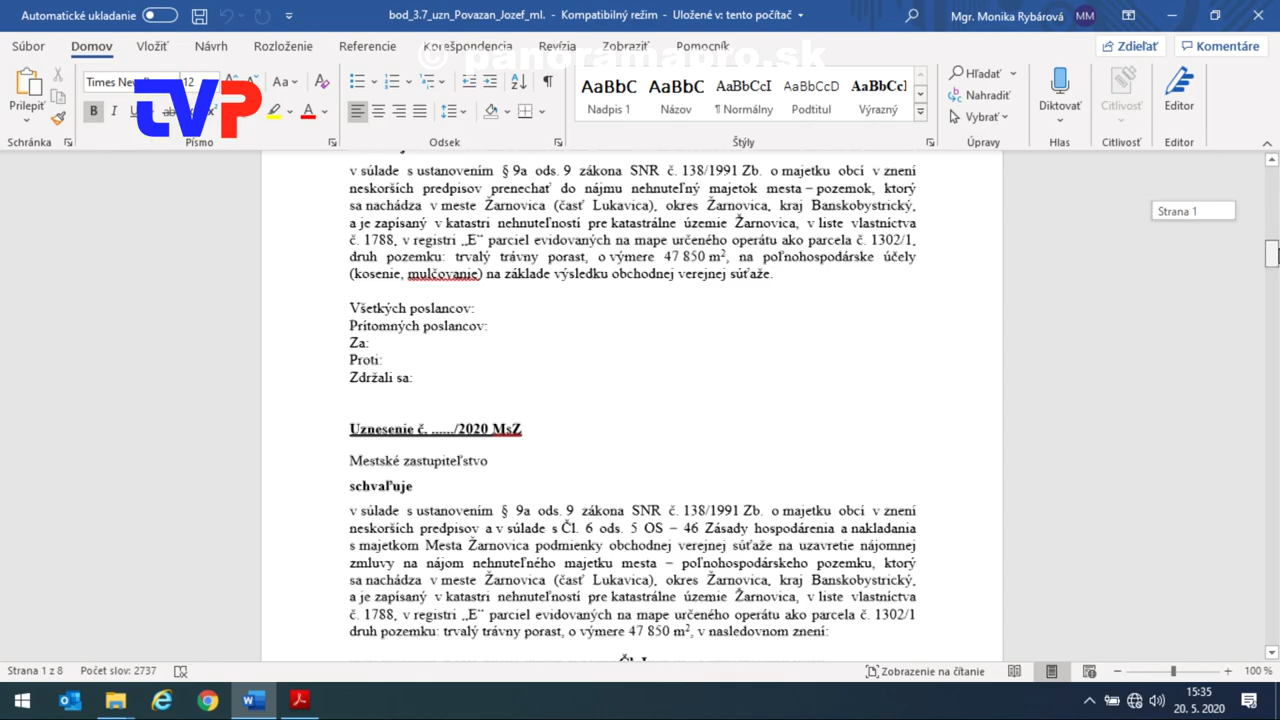 Automatické ukladanie
bod_3.7_uzn_Povazan_Jozef_ml. - Kompatibilný režim - Uložené v: tento počítač
Mgr. Monika Rybárová MM
Súbor Domov Vložiť Návrh Rozloženie Referencie Korešpondencia Revízia Zobraziť Pomocník
Zdieľať Komentáre
© panoramapro.sk
tvp
Prilepiť
Times New 12
Aa
AaBbC AaBbC AaBbCcI AaBbCcD AaBbCcI
Nadpis 1 Názov ¶ Normálny Podtitul Výrazný
Hľadať
Nahradiť
Vybrať
Diktovať Citlivosť Editor
Schránka Písmo Odsek Štýly Úpravy Hlas Citlivosť Editor
Strana 1
v súlade s ustanovením § 9a ods. 9 zákona SNR č. 138/1991 Zb. o majetku obcí v znení
neskorších predpisov prenechať do nájmu nehnuteľný majetok mesta – pozemok, ktorý
sa nachádza v meste Žarnovica (časť Lukavica), okres Žarnovica, kraj Banskobystrický,
a je zapísaný v katastri nehnuteľností pre katastrálne územie Žarnovica, v liste vlastníctva
č. 1788, v registri „E“ parciel evidovaných na mape určeného operátu ako parcela č. 1302/1,
druh pozemku: trvalý trávny porast, o výmere 47 850 m², na poľnohospodárske účely
(kosenie, mulčovanie) na základe výsledku obchodnej verejnej súťaže.
Všetkých poslancov:
Prítomných poslancov:
Za:
Proti:
Zdržali sa:
Uznesenie č. ....../2020 MsZ
Mestské zastupiteľstvo
schvaľuje
v súlade s ustanovením § 9a ods. 9 zákona SNR č. 138/1991 Zb. o majetku obcí v znení
neskorších predpisov a v súlade s Čl. 6 ods. 5 OS – 46 Zásady hospodárenia a nakladania
s majetkom Mesta Žarnovica podmienky obchodnej verejnej súťaže na uzavretie nájomnej
zmluvy na nájom nehnuteľného majetku mesta – poľnohospodárskeho pozemku, ktorý
sa nachádza v meste Žarnovica (časť Lukavica), okres Žarnovica, kraj Banskobystrický,
a je zapísaný v katastri nehnuteľností pre katastrálne územie Žarnovica, v liste vlastníctva
č. 1788, v registri „E“ parciel evidovaných na mape určeného operátu ako parcela č. 1302/1
druh pozemku: trvalý trávny porast, o výmere 47 850 m², v nasledovnom znení:
Strana 1 z 8 Počet slov: 2737 Zobrazenie na čítanie 100 %
15:35
20. 5. 2020